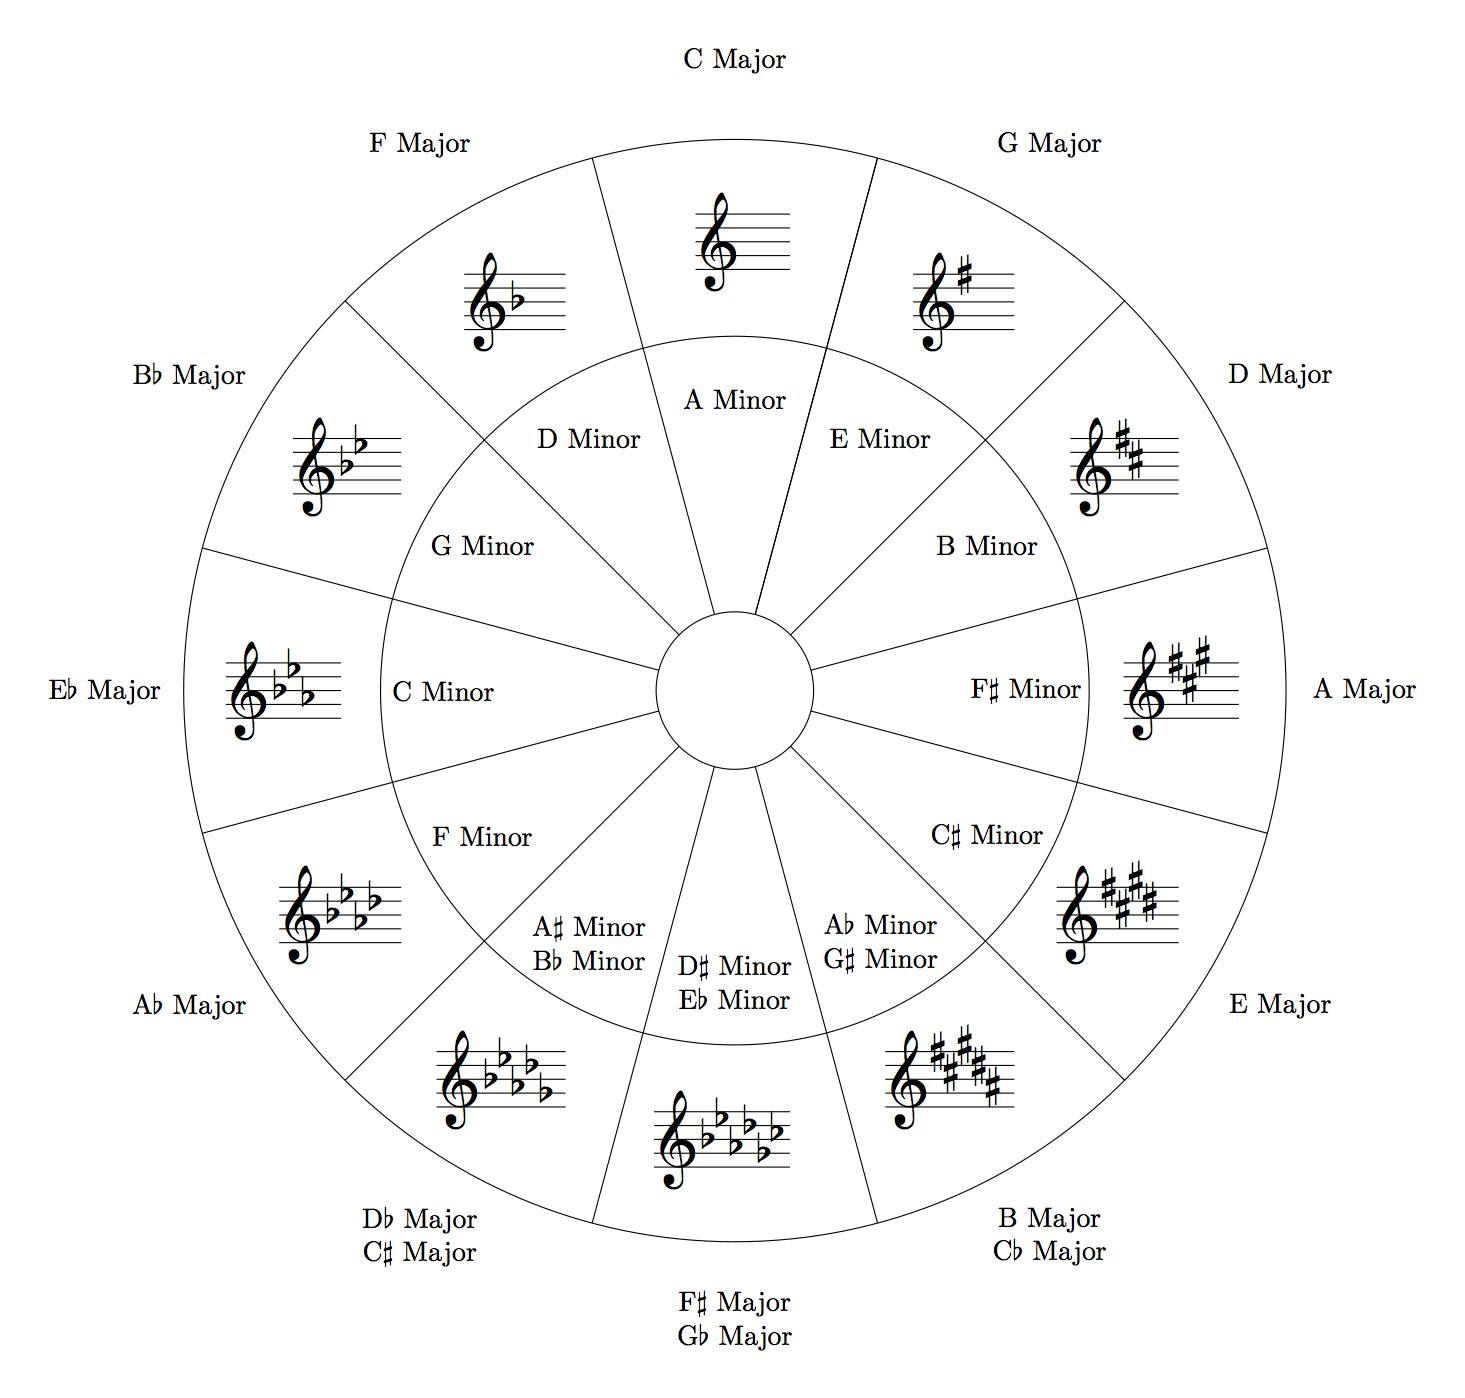 C Major
F Major
G Major
B♭ Major
D Major
A Minor
D Minor
E Minor
G Minor
B Minor
E♭ Major
C Minor
F♯ Minor
A Major
F Minor
C♯ Minor
A♯ Minor
B♭ Minor
A♭ Minor
G♯ Minor
D♯ Minor
E♭ Minor
A♭ Major
E Major
D♭ Major
C♯ Major
B Major
C♭ Major
F♯ Major
G♭ Major